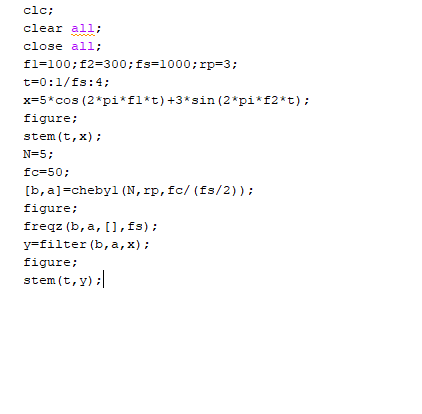 clc;
clear all;
close all;
f1=100;f2=300;fs=1000;rp=3;
t=0:1/fs:4;
x=5*cos(2*pi*f1*t)+3*sin(2*pi*f2*t);
figure;
stem(t,x);
N=5;
fc=50;
[b,a]=cheby1(N,rp,fc/(fs/2));
figure;
freqz(b,a,[],fs);
y=filter(b,a,x);
figure;
stem(t,y);